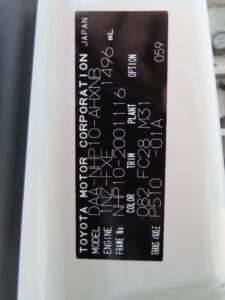 TOYOTA MOTOR CORPORATION JAPAN
MODEL DAA-NHP10-AHXNB
ENGINE 1NZ-FXE 1496 mL
FRAME No. NHP10-2001116
COLOR TRIM PLANT OPTION
082 FC28 M31 059
TRANS/AXLE P510 -01A